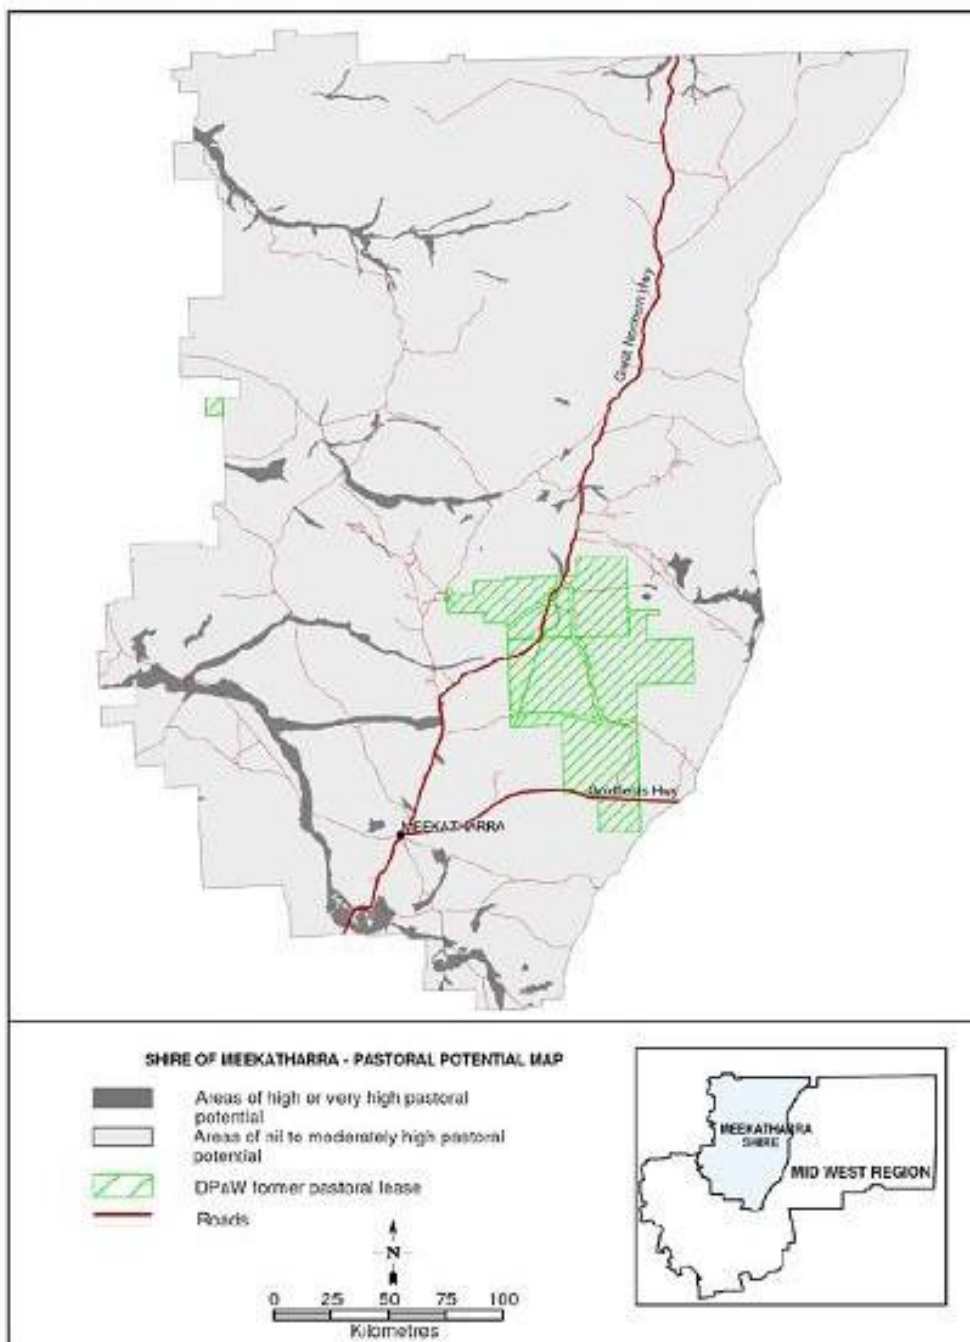 Great Northern Hwy
Goldfields Hwy
MEEKATHARRA
SHIRE OF MEEKATHARRA - PASTORAL POTENTIAL MAP
Areas of high or very high pastoral
potential
Areas of nil to moderately high pastoral
potential
DPaW former pastoral lease
Roads
N
0 25 50 75 100
Kilometres
MEEKATHARRA
SHIRE
MID WEST REGION